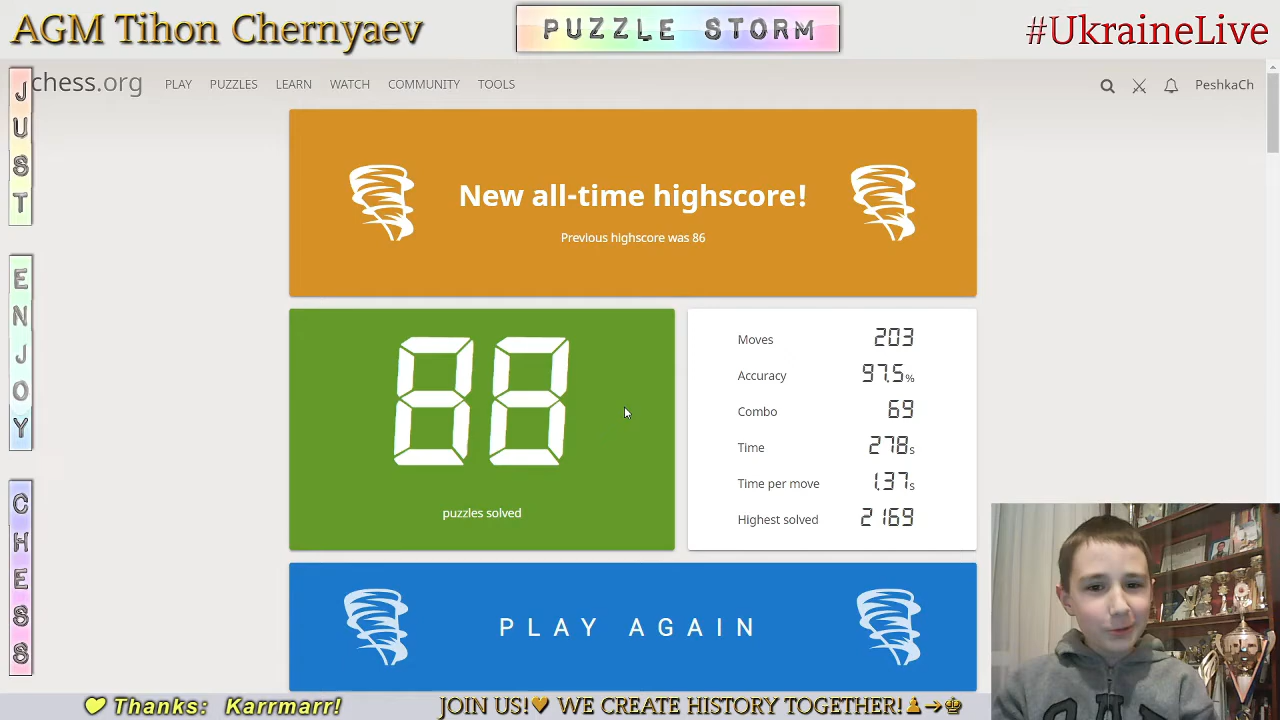 AGM Tihon Chernyaev
PUZZLE STORM
#UkraineLive
chess.org PLAY PUZZLES LEARN WATCH COMMUNITY TOOLS PeshkaCh
JUST
ENJOY
CHESS
New all-time highscore!
Previous highscore was 86
88
puzzles solved
Moves 203
Accuracy 97.5%
Combo 69
Time 278s
Time per move 1.37s
Highest solved 2169
PLAY AGAIN
Thanks: Karrmarr!
JOIN US! WE CREATE HISTORY TOGETHER!